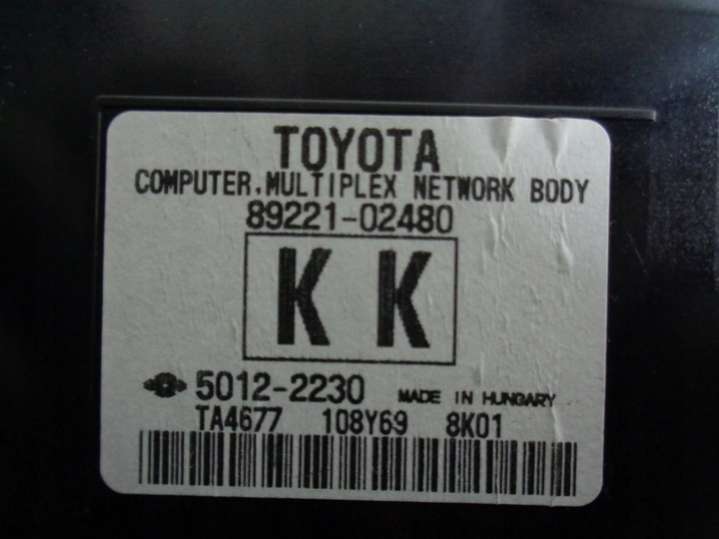 TOYOTA
COMPUTER.MULTIPLEX NETWORK BODY
89221-02480
K K
5012-2230 MADE IN HUNGARY
TA4677 108Y69 8K01